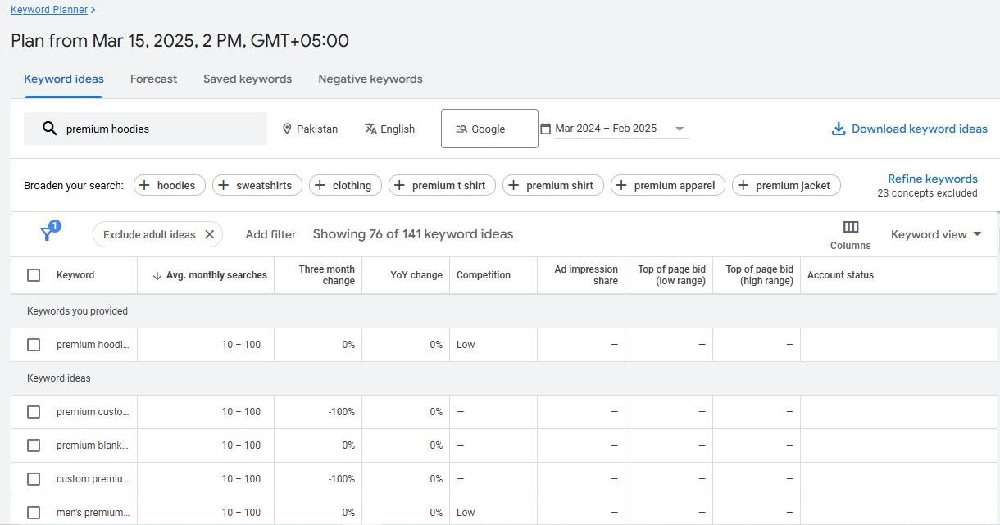 Keyword Planner
Plan from Mar 15, 2025, 2 PM, GMT+05:00
Keyword ideas Forecast Saved keywords Negative keywords
premium hoodies Pakistan English Google Mar 2024 – Feb 2025 Download keyword ideas
Broaden your search: hoodies sweatshirts clothing premium t shirt premium shirt premium apparel premium jacket Refine keywords
23 concepts excluded
1
Exclude adult ideas Add filter Showing 76 of 141 keyword ideas Columns Keyword view
Keyword Avg. monthly searches Three month change YoY change Competition Ad impression share Top of page bid (low range) Top of page bid (high range) Account status
Keywords you provided
premium hoodi... 10 – 100 0% 0% Low — — —
Keyword ideas
premium custo... 10 – 100 -100% 0% — — — —
premium blank... 10 – 100 0% 0% — — — —
custom premiu... 10 – 100 -100% 0% — — — —
men's premium... 10 – 100 0% 0% Low — — —